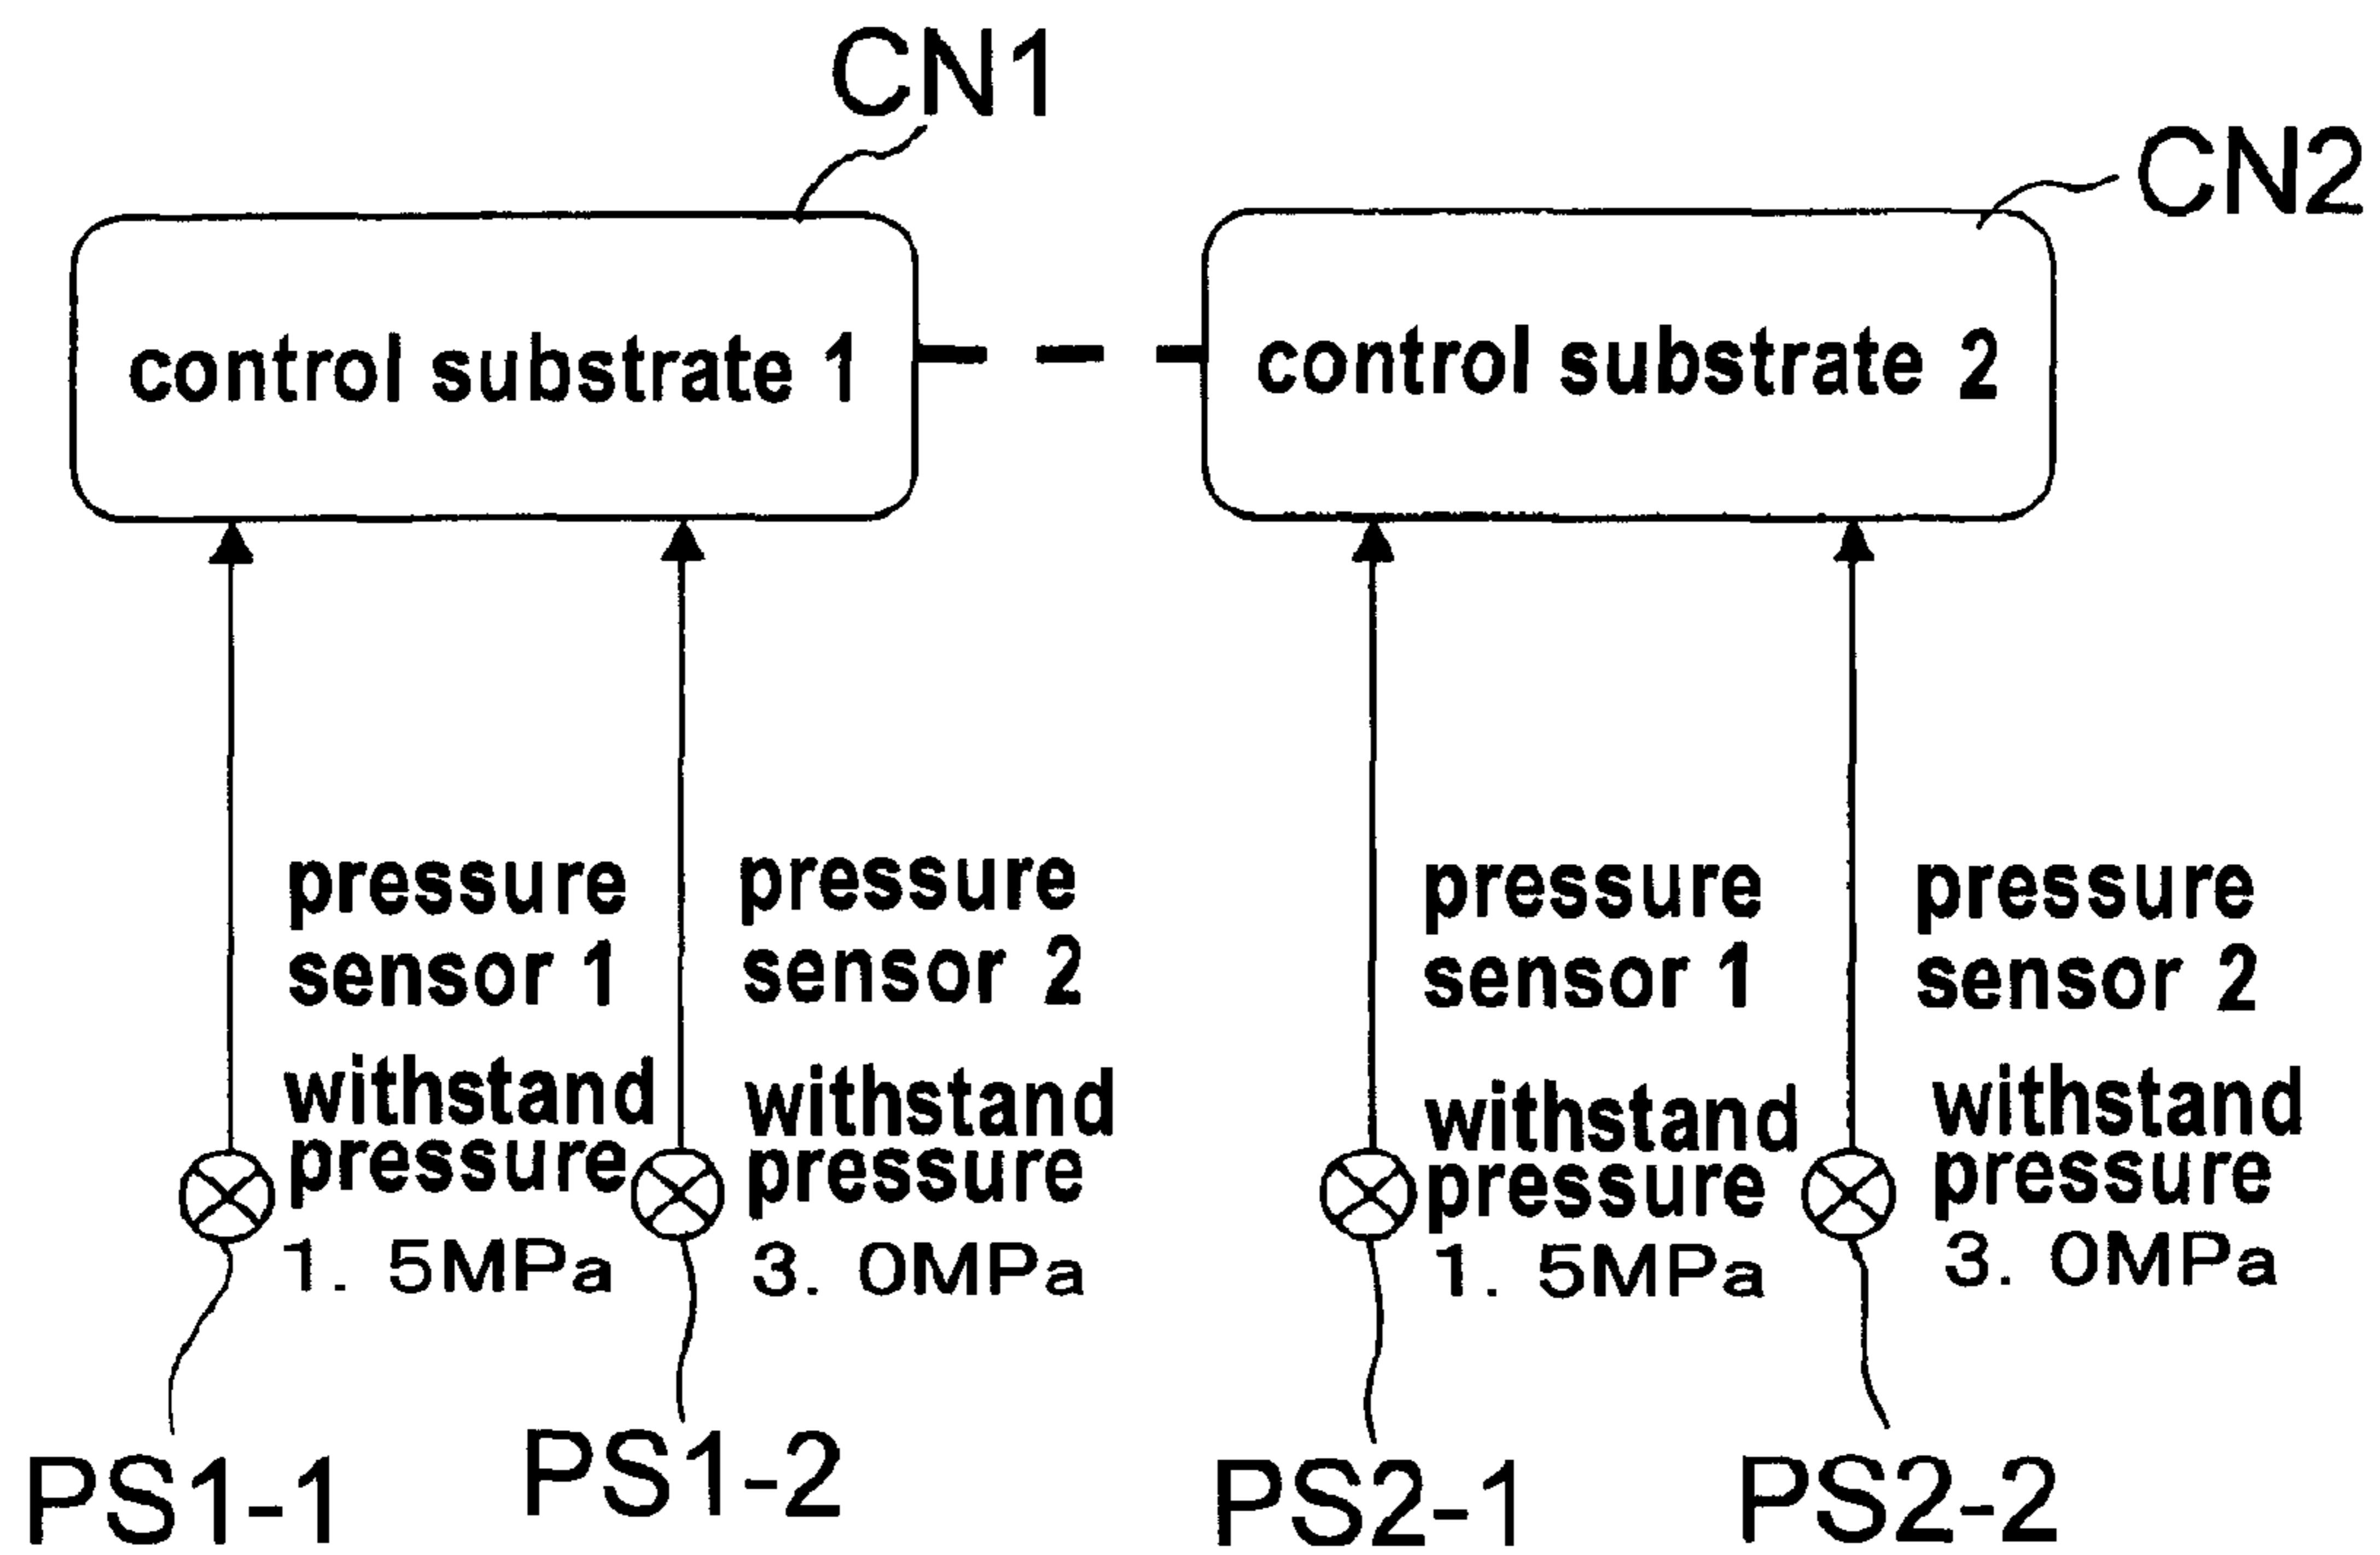 CN1
CN2
control substrate 1
control substrate 2
pressure
sensor 1
withstand
pressure
1. 5MPa
pressure
sensor 2
withstand
pressure
3. 0MPa
pressure
sensor 1
withstand
pressure
1. 5MPa
pressure
sensor 2
withstand
pressure
3. 0MPa
PS1-1
PS1-2
PS2-1
PS2-2